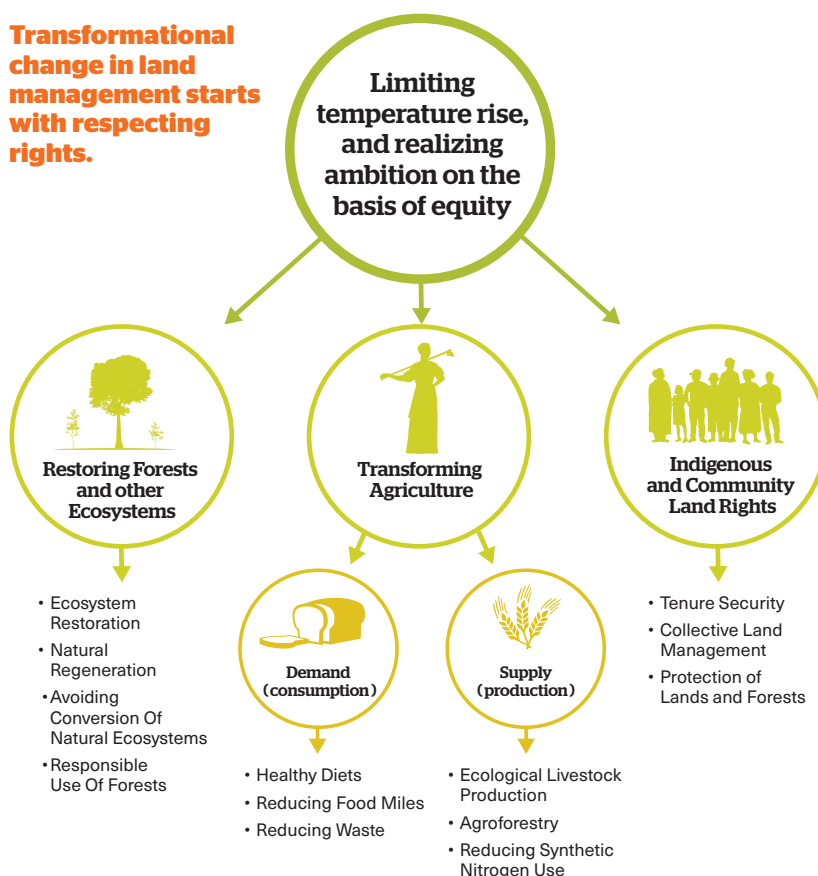 Transformational
change in land
management starts
with respecting
rights.
Limiting
temperature rise,
and realizing
ambition on the
basis of equity
Restoring Forests
and other
Ecosystems
• Ecosystem
Restoration
• Natural
Regeneration
• Avoiding
Conversion Of
Natural Ecosystems
• Responsible
Use Of Forests
Transforming
Agriculture
Demand
(consumption)
• Healthy Diets
• Reducing Food Miles
• Reducing Waste
Supply
(production)
• Ecological Livestock
Production
• Agroforestry
• Reducing Synthetic
Nitrogen Use
Indigenous
and Community
Land Rights
• Tenure Security
• Collective Land
Management
• Protection of
Lands and Forests